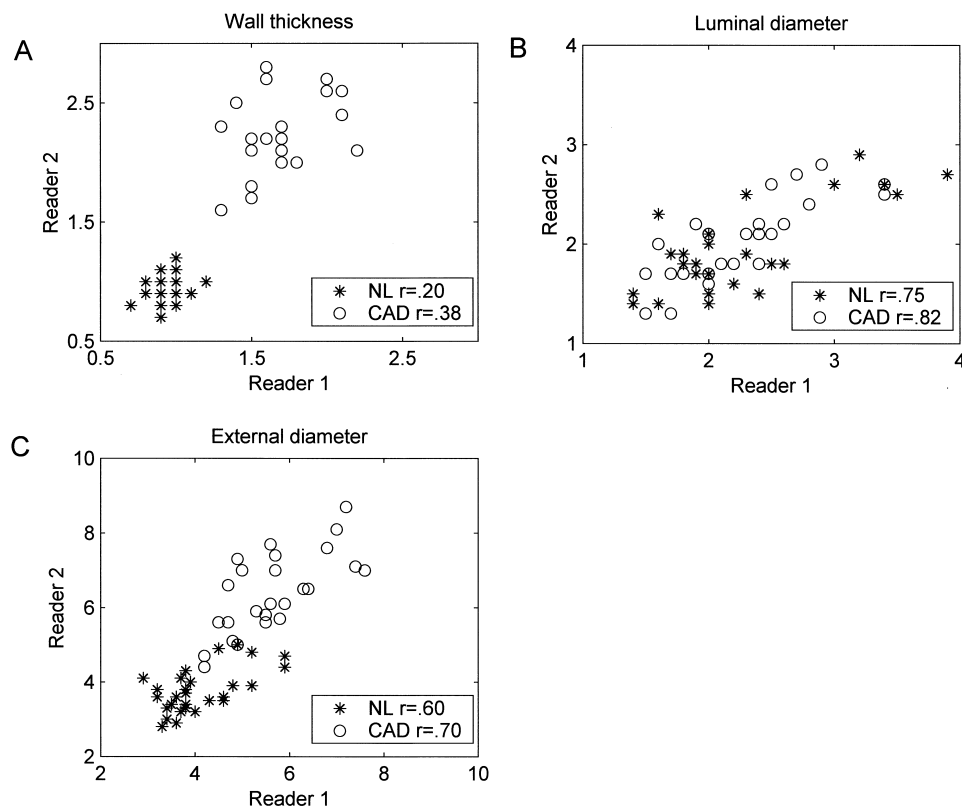 Wall thickness
A
Reader 2
2.5
1.5
0.5
0.5 1.5 2.5
Reader 1
NL r=.20
CAD r=.38
Luminal diameter
B
Reader 2
4
3
2
1
1 2 3 4
Reader 1
NL r=.75
CAD r=.82
External diameter
C
Reader 2
10
8
6
4
2
2 4 6 8 10
Reader 1
NL r=.60
CAD r=.70